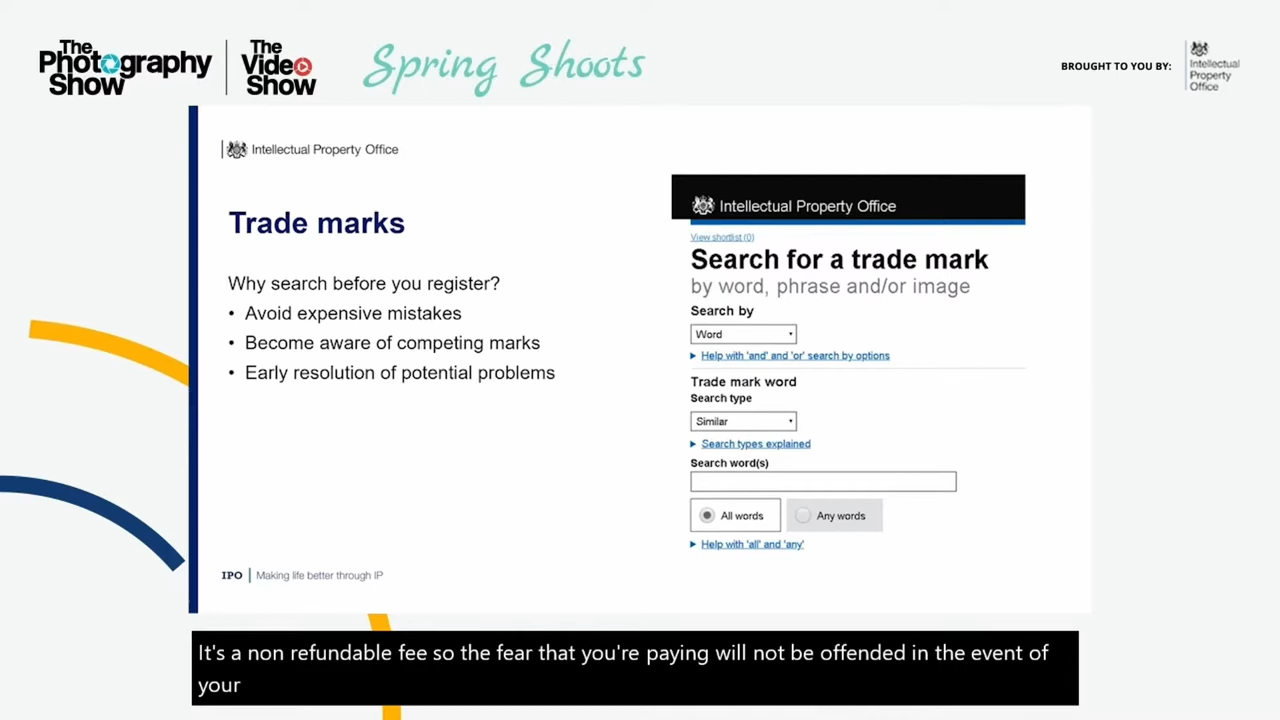 The Photography Show
The Video Show
Spring Shoots
BROUGHT TO YOU BY:
Intellectual Property Office
Intellectual Property Office
Trade marks
Why search before you register?
• Avoid expensive mistakes
• Become aware of competing marks
• Early resolution of potential problems
IPO | Making life better through IP
Intellectual Property Office
View shortlist (0)
Search for a trade mark
by word, phrase and/or image
Search by
Word
Help with 'and' and 'or' search by options
Trade mark word
Search type
Similar
Search types explained
Search word(s)
All words
Any words
Help with 'all' and 'any'
It's a non refundable fee so the fear that you're paying will not be offended in the event of
your